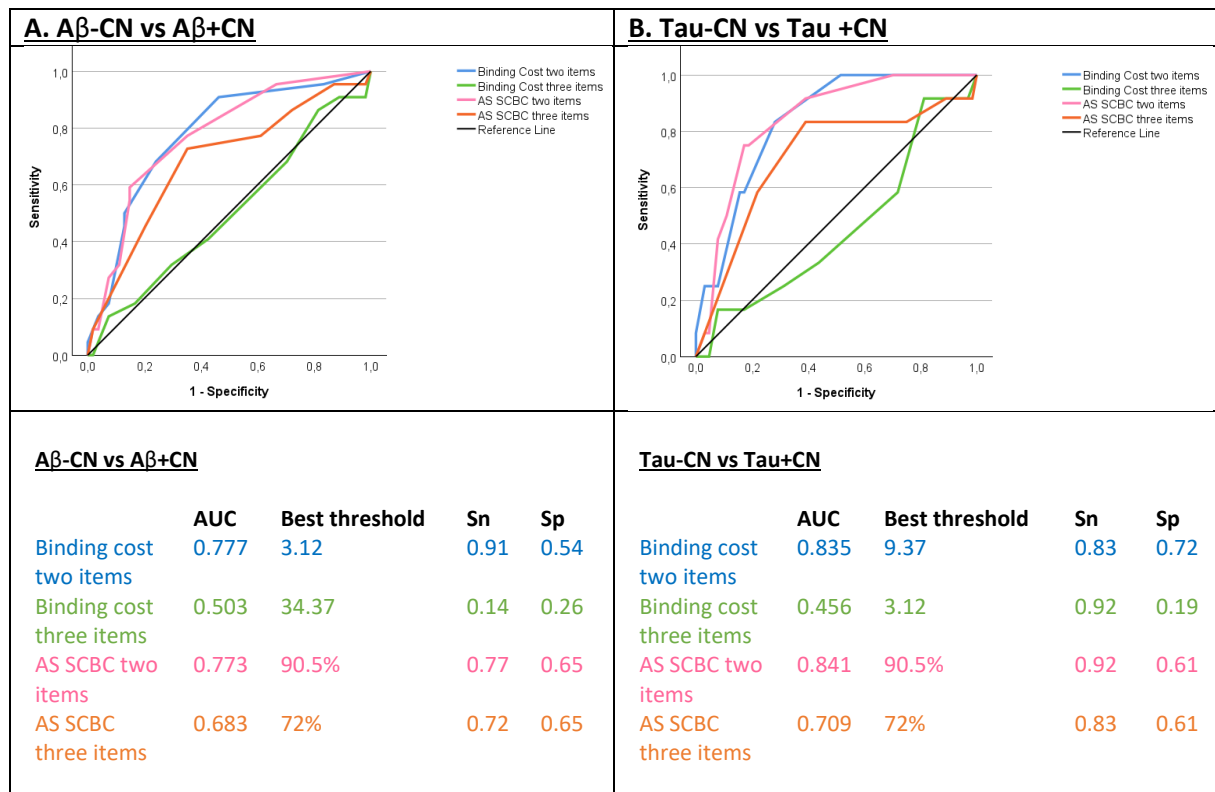 A. Aβ-CN vs Aβ+CN
1,0
0,8
0,6
0,4
0,2
0,0
Sensitivity
0,0 0,2 0,4 0,6 0,8 1,0
1 - Specificity
Binding Cost two items
Binding Cost three items
AS SCBC two items
AS SCBC three items
Reference Line
B. Tau-CN vs Tau +CN
1,0
0,8
0,6
0,4
0,2
0,0
Sensitivity
0,0 0,2 0,4 0,6 0,8 1,0
1 - Specificity
Binding Cost two items
Binding Cost three items
AS SCBC two items
AS SCBC three items
Reference Line
Aβ-CN vs Aβ+CN
AUC Best threshold Sn Sp
Binding cost 0.777 3.12 0.91 0.54
two items
Binding cost 0.503 34.37 0.14 0.26
three items
AS SCBC two 0.773 90.5% 0.77 0.65
items
AS SCBC 0.683 72% 0.72 0.65
three items
Tau-CN vs Tau+CN
AUC Best threshold Sn Sp
Binding cost 0.835 9.37 0.83 0.72
two items
Binding cost 0.456 3.12 0.92 0.19
three items
AS SCBC two 0.841 90.5% 0.92 0.61
items
AS SCBC 0.709 72% 0.83 0.61
three items